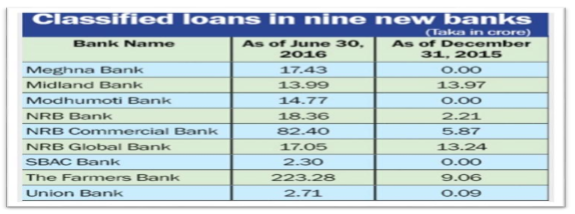 Classified loans in nine new banks
(Taka in crore)
Bank Name As of June 30, 2016 As of December 31, 2015
Meghna Bank 17.43 0.00
Midland Bank 13.99 13.97
Modhumoti Bank 14.77 0.00
NRB Bank 18.36 2.21
NRB Commercial Bank 82.40 5.87
NRB Global Bank 17.05 13.24
SBAC Bank 2.30 0.00
The Farmers Bank 223.28 9.06
Union Bank 2.71 0.09